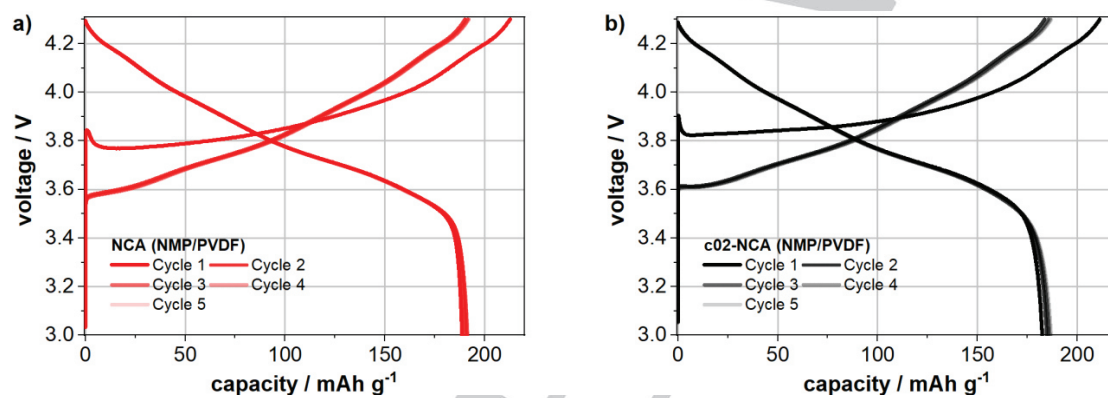 a)
voltage / V
4.2
4.0
3.8
3.6
3.4
3.2
3.0
NCA (NMP/PVDF)
Cycle 1 Cycle 2
Cycle 3 Cycle 4
Cycle 5
0 50 100 150 200
capacity / mAh g⁻¹
b)
voltage / V
4.2
4.0
3.8
3.6
3.4
3.2
3.0
c02-NCA (NMP/PVDF)
Cycle 1 Cycle 2
Cycle 3 Cycle 4
Cycle 5
0 50 100 150 200
capacity / mAh g⁻¹